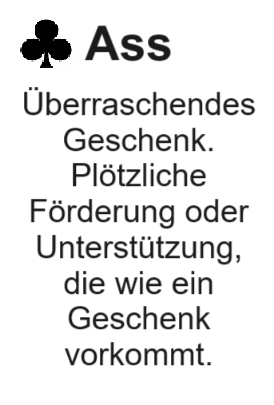 ♣ Ass
Überraschendes
Geschenk.
Plötzliche
Förderung oder
Unterstützung,
die wie ein
Geschenk
vorkommt.